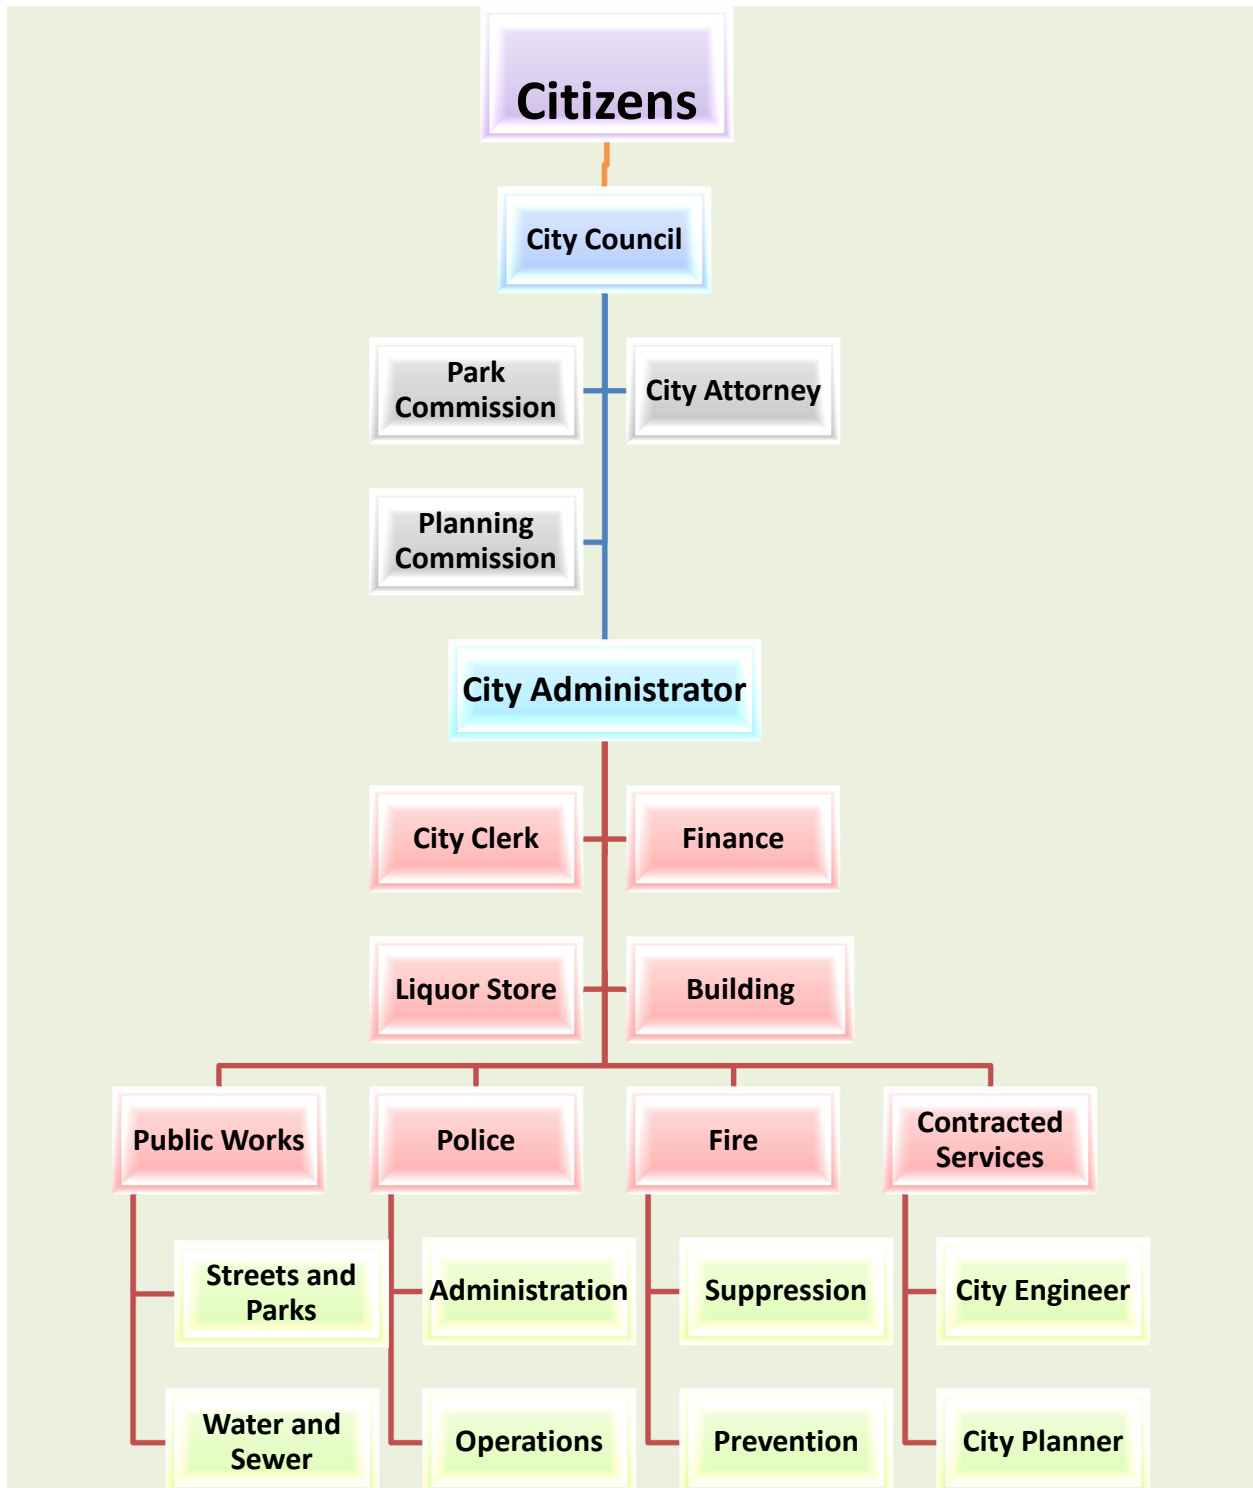 Citizens
City Council
Park
Commission
City Attorney
Planning
Commission
City Administrator
City Clerk
Finance
Liquor Store
Building
Public Works
Police
Fire
Contracted
Services
Streets and
Parks
Administration
Suppression
City Engineer
Water and
Sewer
Operations
Prevention
City Planner